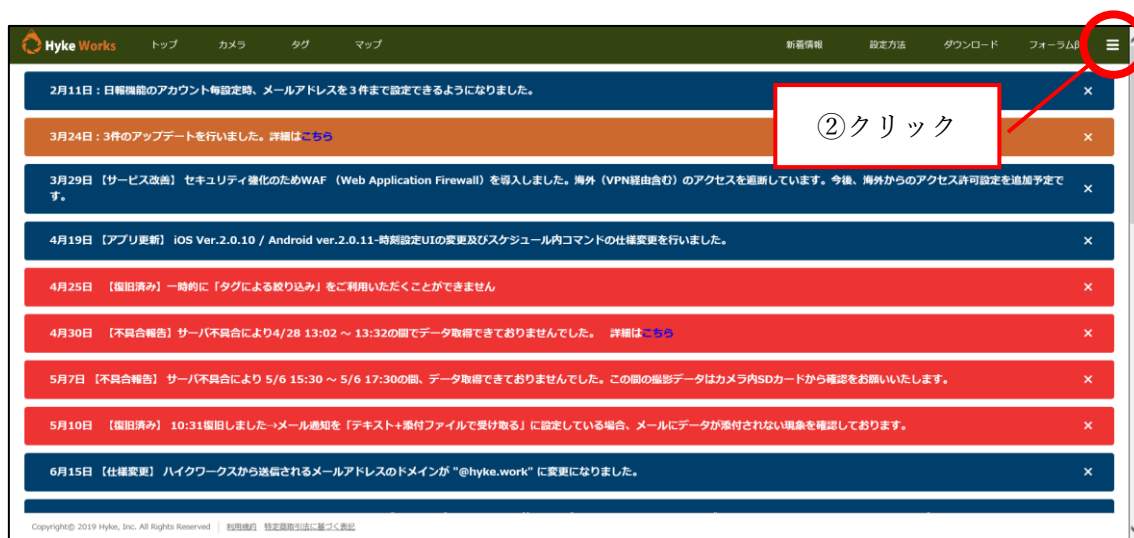 Hyke Works トップ カメラ タグ マップ 新着情報 設定方法 ダウンロード フォーラムβ
2月11日：日報機能のアカウント毎設定時、メールアドレスを３件まで設定できるようになりました。
②クリック
3月24日：3件のアップデートを行いました。詳細はこちら
3月29日 【サービス改善】 セキュリティ強化のためWAF （Web Application Firewall）を導入しました。海外（VPN経由含む）のアクセスを遮断しています。今後、海外からのアクセス許可設定を追加予定で
す。
4月19日 【アプリ更新】 iOS Ver.2.0.10 / Android ver.2.0.11-時刻設定UIの変更及びスケジュール内コマンドの仕様変更を行いました。
4月25日 【復旧済み】一時的に「タグによる絞り込み」をご利用いただくことができません
4月30日 【不具合報告】サーバ不具合により4/28 13:02 ～ 13:32の間でデータ取得できておりませんでした。 詳細はこちら
5月7日 【不具合報告】 サーバ不具合により 5/6 15:30 ～ 5/6 17:30の間、データ取得できておりませんでした。この間の撮影データはカメラ内SDカードから確認をお願いいたします。
5月10日 【復旧済み】 10:31復旧しました→メール通知を「テキスト+添付ファイルで受け取る」に設定している場合、メールにデータが添付されない現象を確認しております。
6月15日 【仕様変更】 ハイクワークスから送信されるメールアドレスのドメインが "@hyke.work" に変更になりました。
Copyright© 2019 Hyke, Inc. All Rights Reserved | 利用規約 特定商取引法に基づく表記